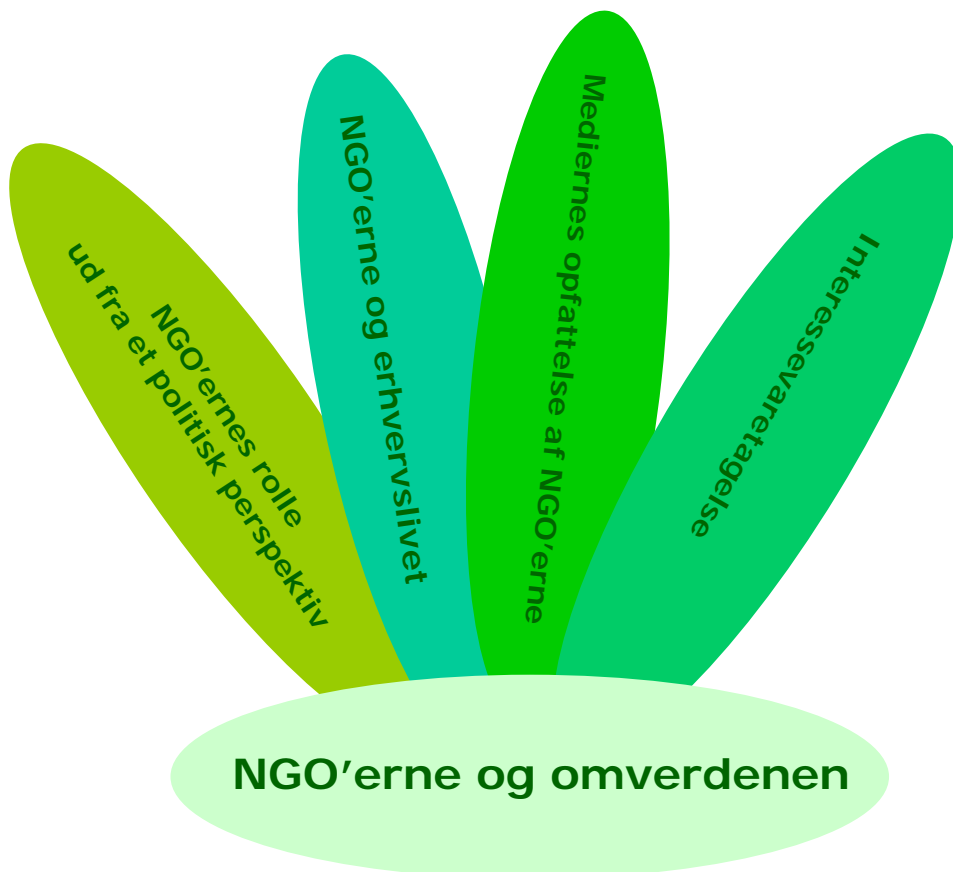 NGO'ernes rolle
ud fra et politisk perspektiv
NGO'erne og erhvervslivet
Mediernes opfattelse af NGO'erne
Interessevaretagelse
NGO'erne og omverdenen